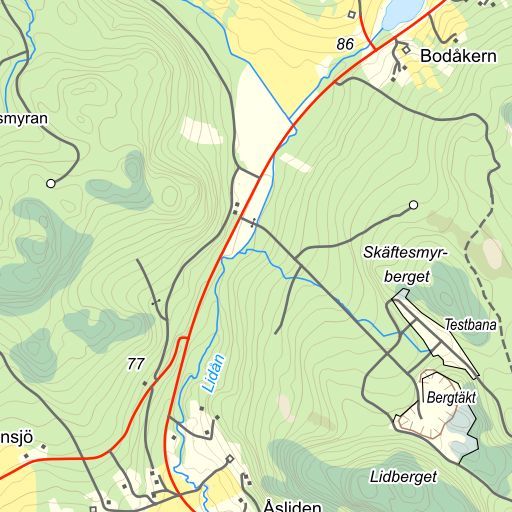 86
Bodåkern
smyran
Skäftesmyr-
berget
Testbana
77
Lidån
Bergtäkt
nsjö
Lidberget
Åsliden